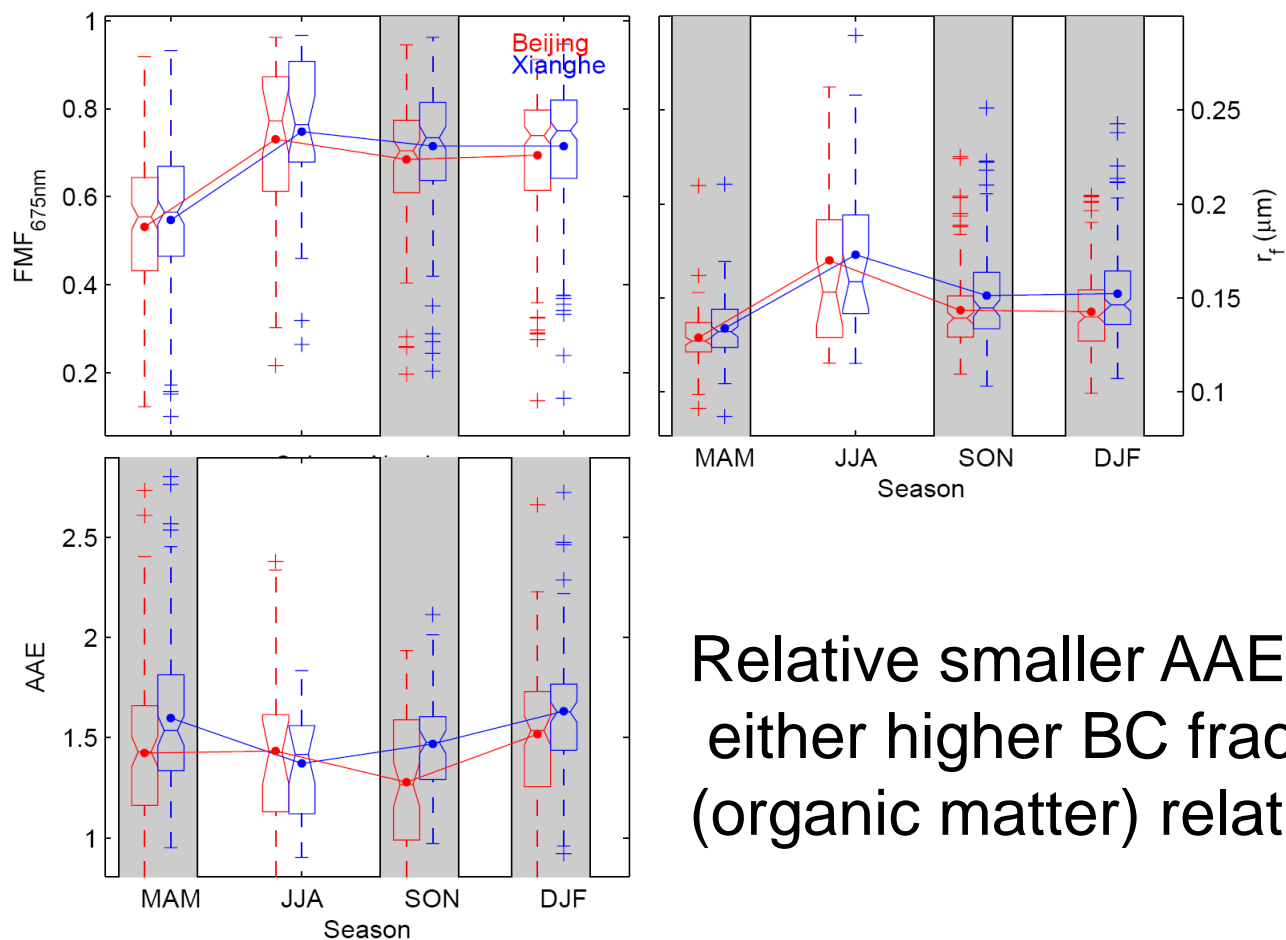 1
0.8
0.6
0.4
0.2
FMF675nm
Beijing
Xianghe
0.25
0.2
0.15
0.1
rf (μm)
MAM JJA SON DJF
Season
2.5
2
1.5
1
AAE
MAM JJA SON DJF
Season
Relative smaller AAE
either higher BC frac
(organic matter) relat